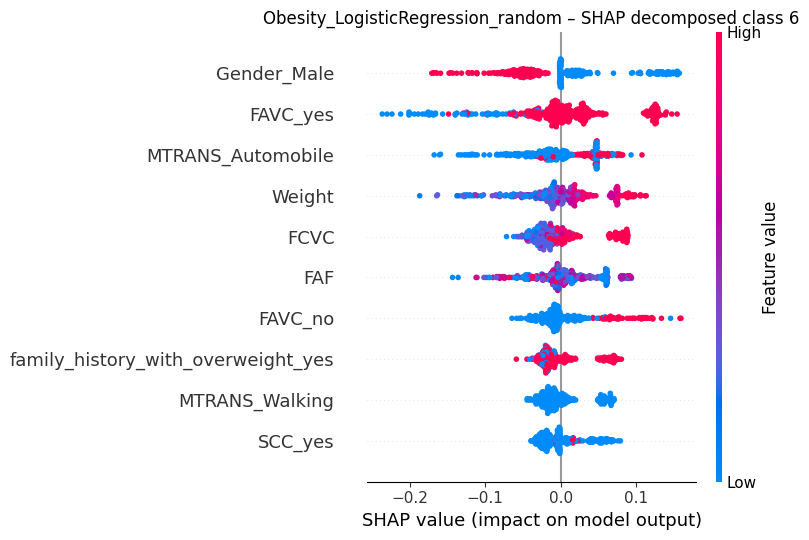 Obesity_LogisticRegression_random – SHAP decomposed class 6
High
Gender_Male
FAVC_yes
MTRANS_Automobile
Weight
FCVC
FAF
FAVC_no
family_history_with_overweight_yes
MTRANS_Walking
SCC_yes
Feature value
Low
−0.2 −0.1 0.0 0.1
SHAP value (impact on model output)